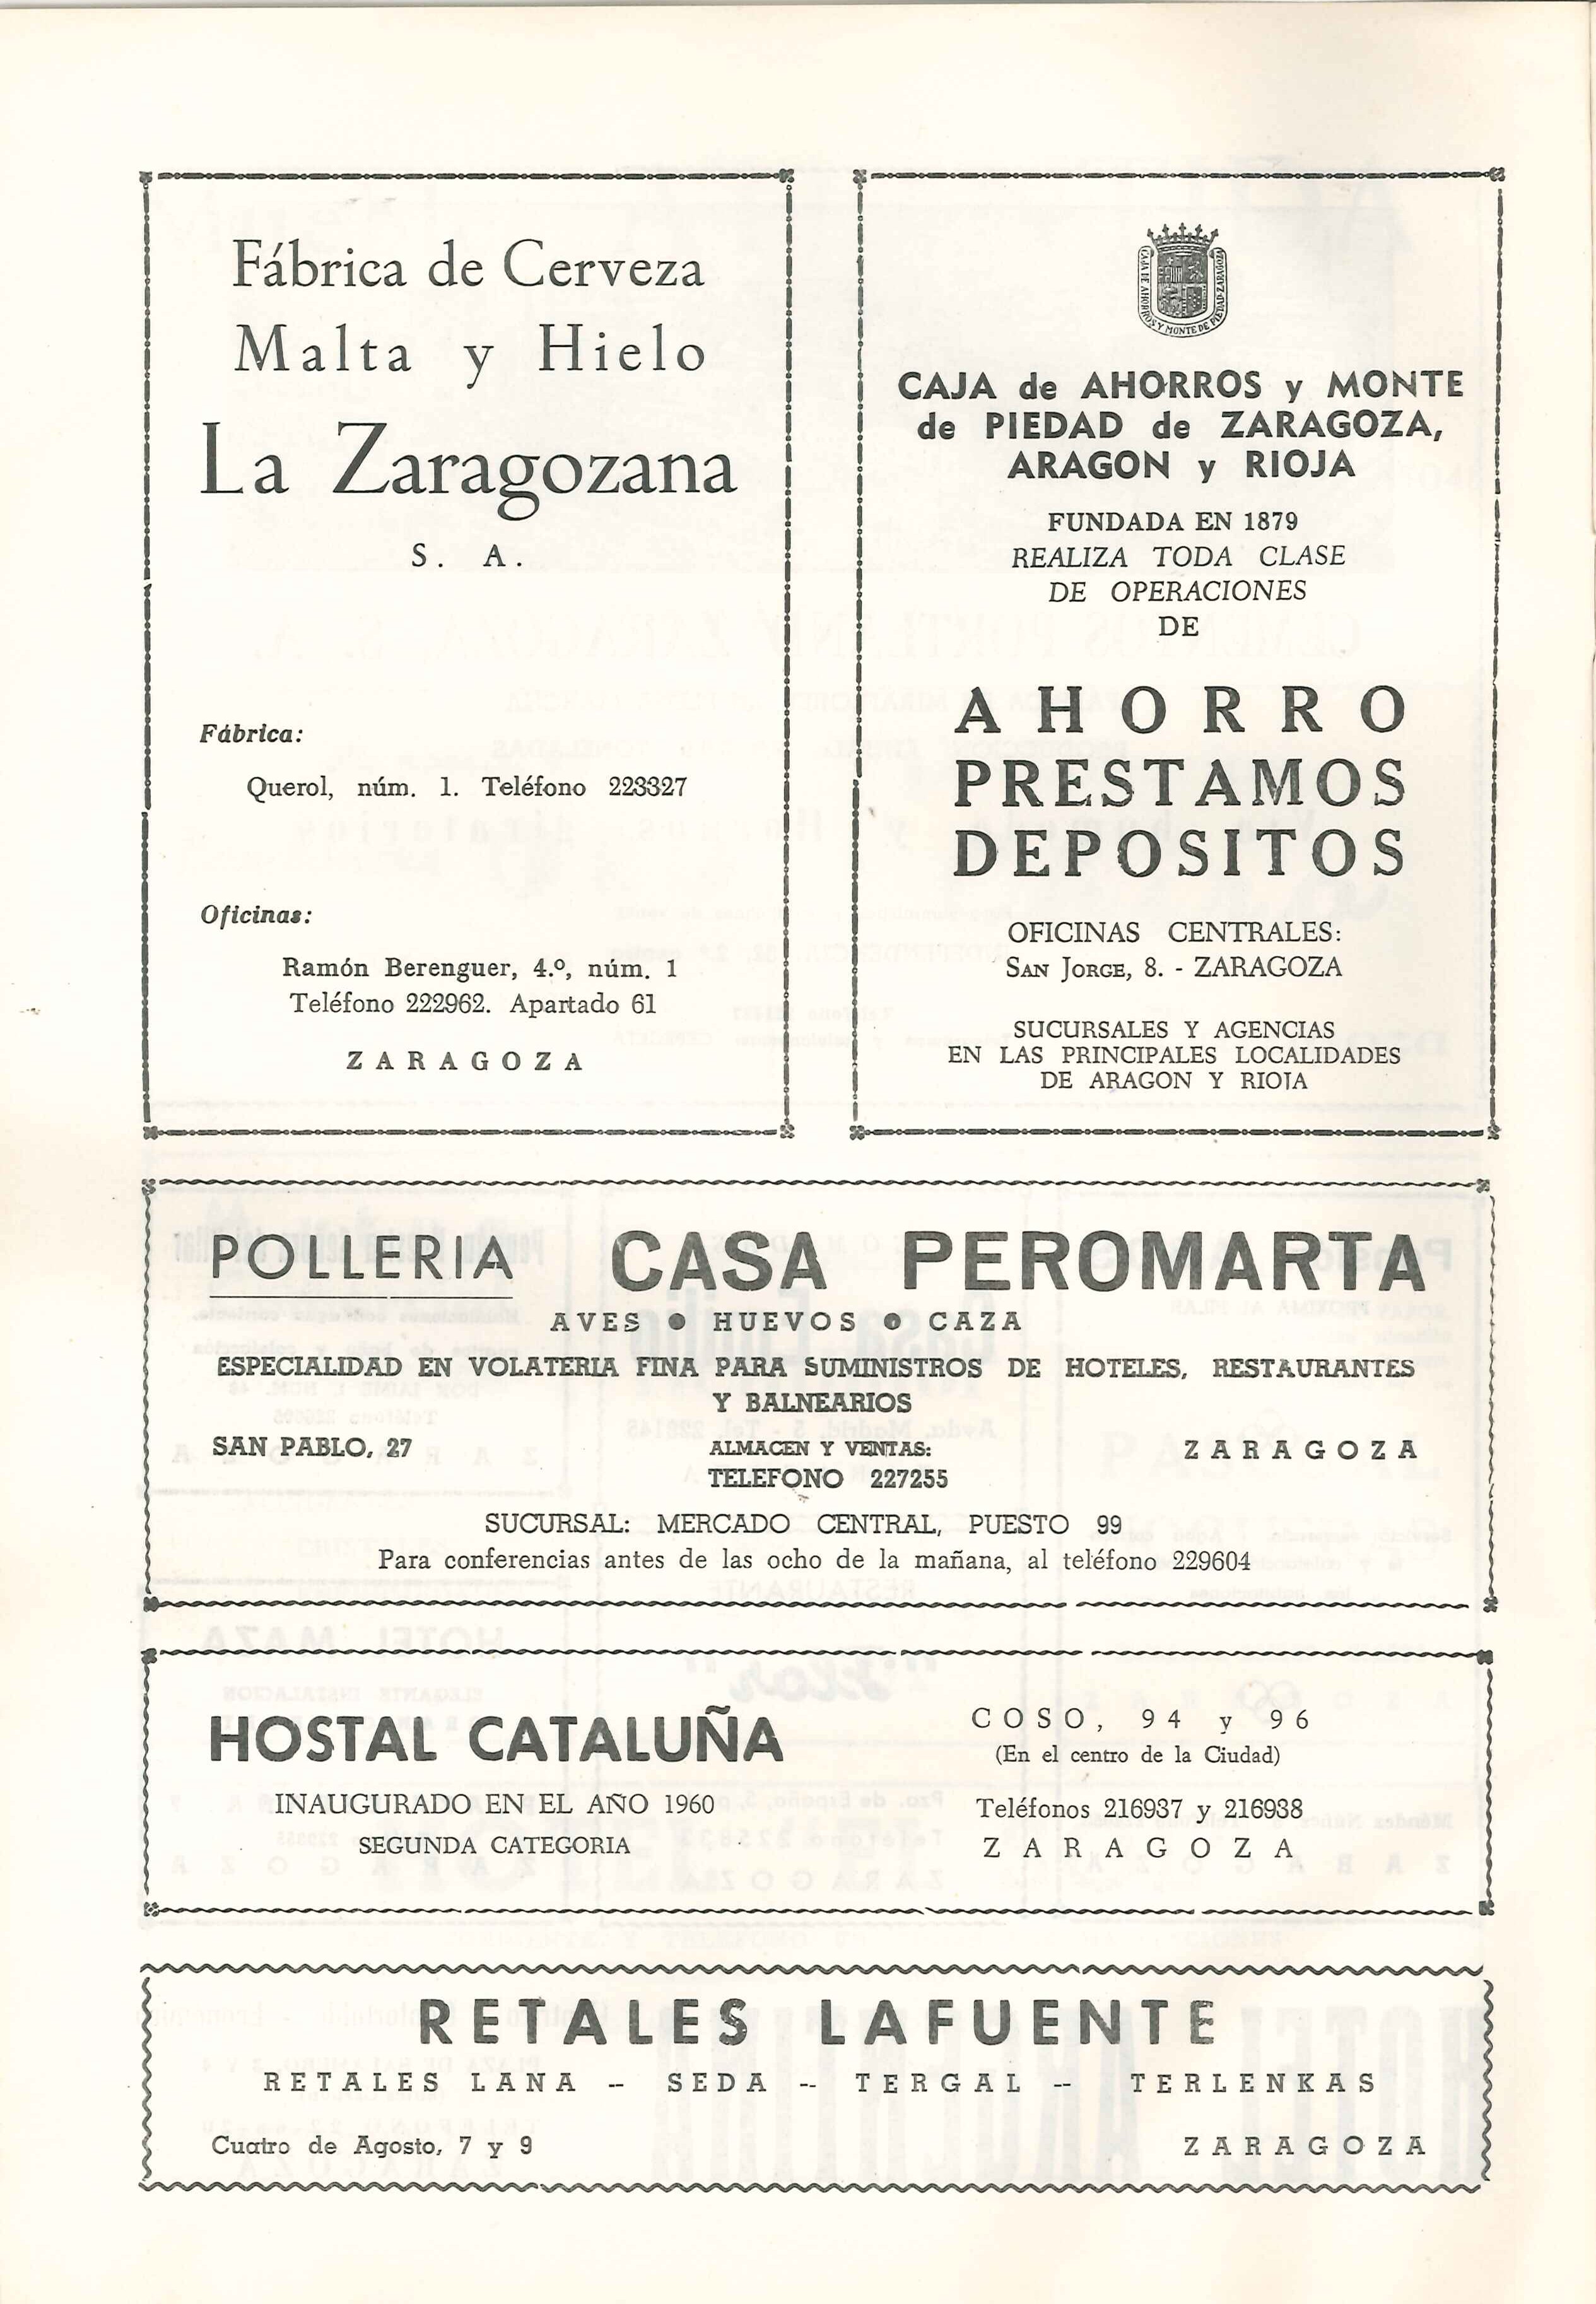 Fábrica de Cerveza
Malta y Hielo
La Zaragozana
S. A.
Fábrica:
Querol, núm. 1. Teléfono 223327
Oficinas:
Ramón Berenguer, 4.º, núm. 1
Teléfono 222962. Apartado 61
ZARAGOZA
CAJA DE AHORROS Y MONTE DE PIEDAD-ZARAGOZA
CAJA de AHORROS y MONTE
de PIEDAD de ZARAGOZA,
ARAGON y RIOJA
FUNDADA EN 1879
REALIZA TODA CLASE
DE OPERACIONES
DE
AHORRO
PRESTAMOS
DEPOSITOS
OFICINAS CENTRALES:
SAN JORGE, 8. - ZARAGOZA
SUCURSALES Y AGENCIAS
EN LAS PRINCIPALES LOCALIDADES
DE ARAGON Y RIOJA
POLLERIA CASA PEROMARTA
AVES ● HUEVOS ● CAZA
ESPECIALIDAD EN VOLATERIA FINA PARA SUMINISTROS DE HOTELES, RESTAURANTES
Y BALNEARIOS
SAN PABLO, 27
ALMACEN Y VENTAS:
TELEFONO 227255
ZARAGOZA
SUCURSAL: MERCADO CENTRAL, PUESTO 99
Para conferencias antes de las ocho de la mañana, al teléfono 229604
HOSTAL CATALUÑA
INAUGURADO EN EL AÑO 1960
SEGUNDA CATEGORIA
COSO, 94 y 96
(En el centro de la Ciudad)
Teléfonos 216937 y 216938
ZARAGOZA
RETALES LAFUENTE
RETALES LANA -- SEDA -- TERGAL -- TERLENKAS
Cuatro de Agosto, 7 y 9 ZARAGOZA